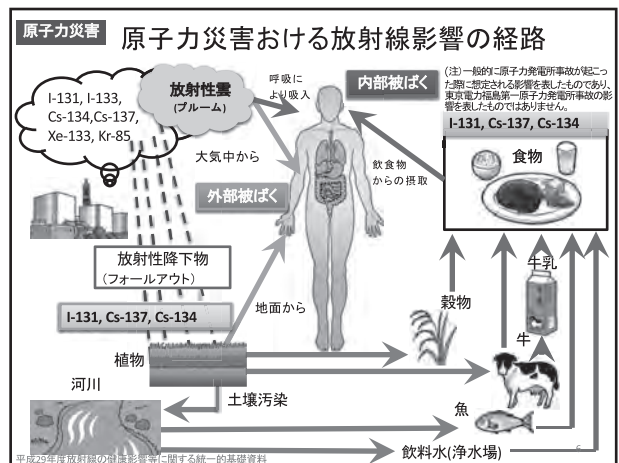 原子力災害
原子力災害おける放射線影響の経路
放射性雲
(プルーム)
I-131, I-133,
Cs-134,Cs-137,
Xe-133, Kr-85
呼吸に
より吸入
内部被ばく
(注)一般的に原子力発電所事故が起こっ
た際に想定される影響を表したものであり、
東京電力福島第一原子力発電所事故の影
響を表したものではありません。
I-131, Cs-137, Cs-134
食物
大気中から
飲食物
からの摂取
外部被ばく
放射性降下物
(フォールアウト)
I-131, Cs-137, Cs-134
地面から
牛乳
穀物
牛
植物
土壌汚染
河川
魚
飲料水(浄水場)
平成29年度放射線の健康影響等に関する統一的基礎資料